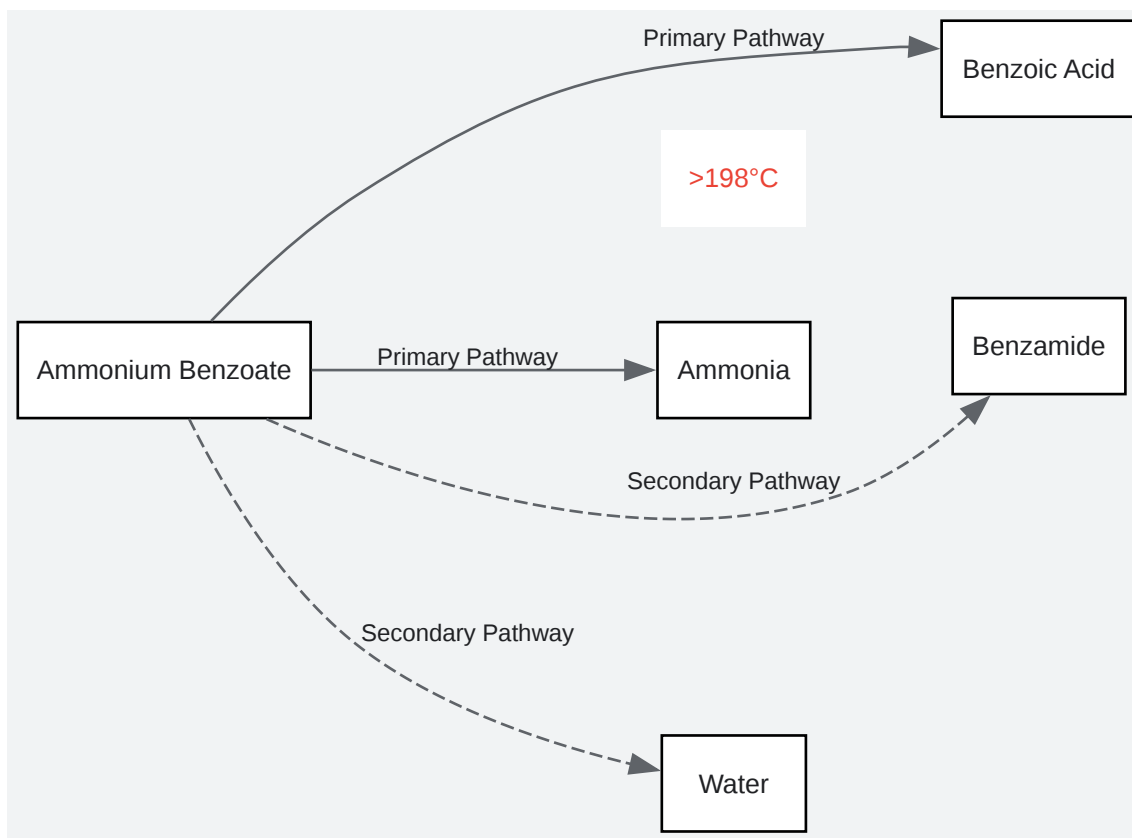 Primary Pathway
Benzoic Acid
>198°C
Ammonium Benzoate
Primary Pathway
Ammonia
Benzamide
Secondary Pathway
Secondary Pathway
Water